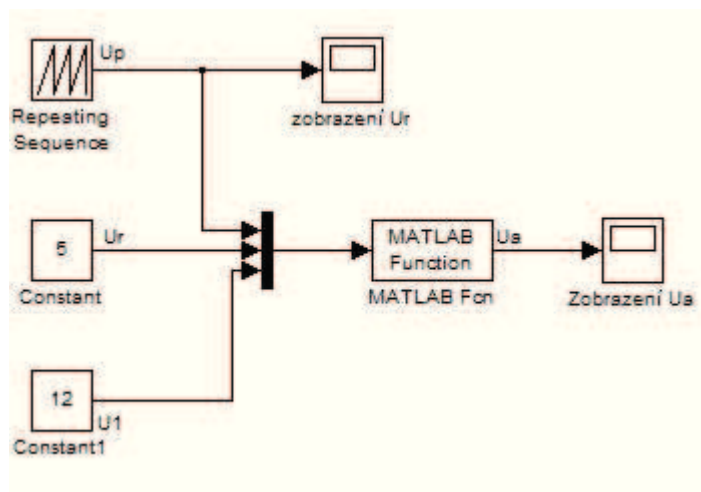 Up
Repeating
Sequence
zobrazení Ur
5
Ur
Constant
MATLAB
Function
MATLAB Fcn
Ua
Zobrazení Ua
12
U1
Constant1